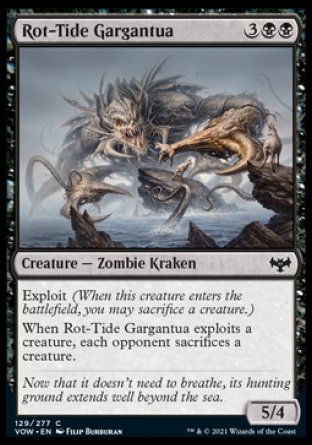 Rot-Tide Gargantua 3
Creature — Zombie Kraken
Exploit (When this creature enters the
battlefield, you may sacrifice a creature.)
When Rot-Tide Gargantua exploits a
creature, each opponent sacrifices a
creature.
Now that it doesn't need to breathe, its hunting
ground extends well beyond the sea.
5/4
129/277 C
VOW • EN Filip Burburan
™ & © 2021 Wizards of the Coast